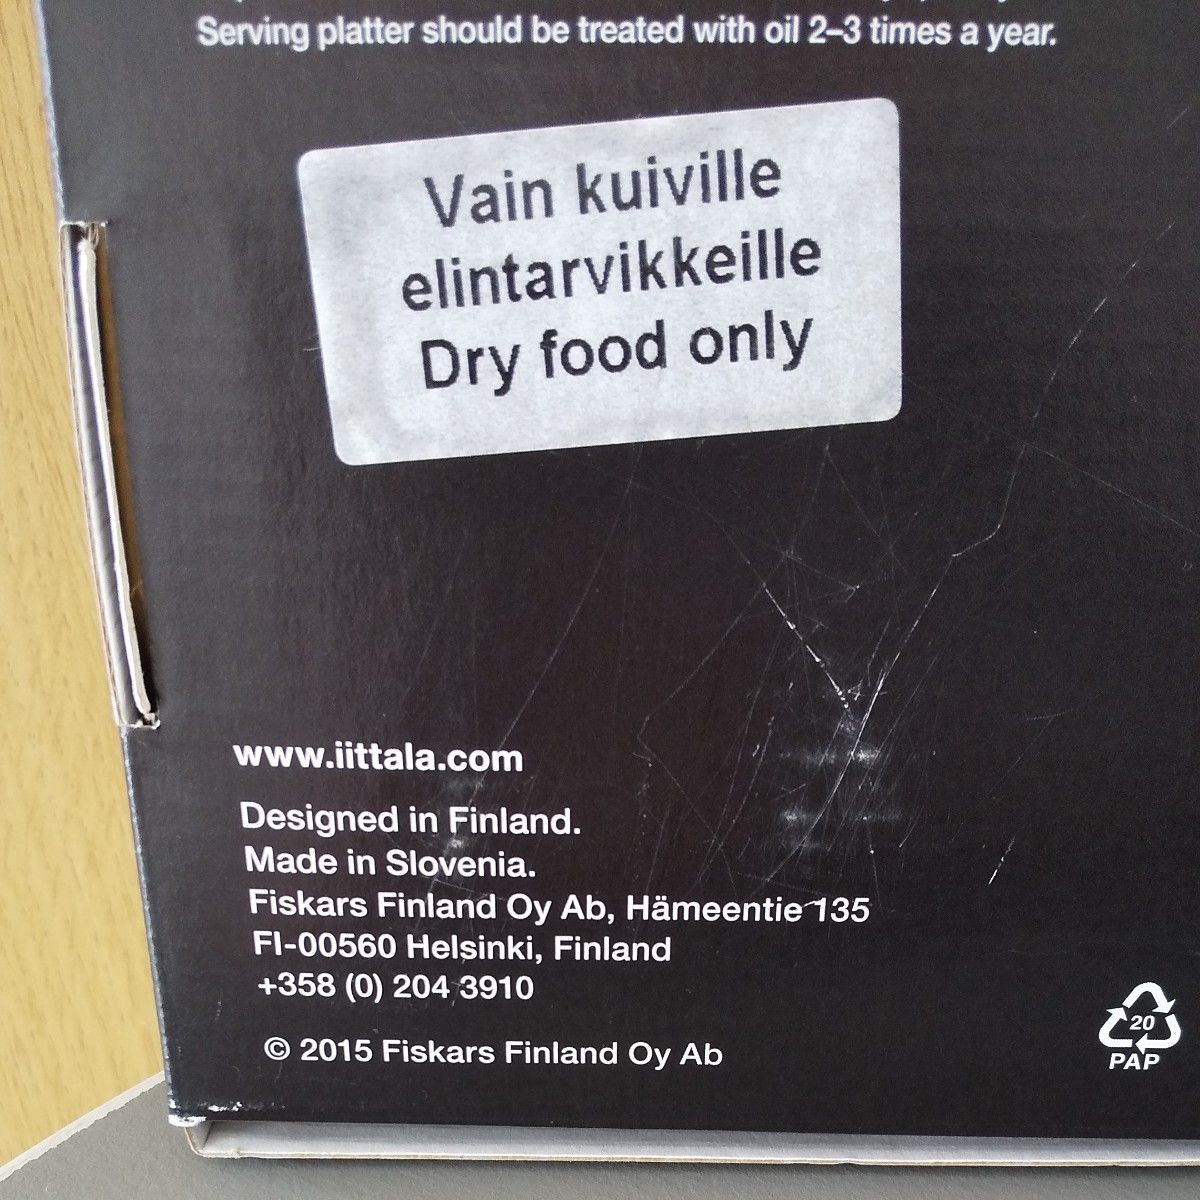 Serving platter should be treated with oil 2–3 times a year.
Vain kuiville
elintarvikkeille
Dry food only
www.iittala.com
Designed in Finland.
Made in Slovenia.
Fiskars Finland Oy Ab, Hämeentie 135
FI-00560 Helsinki, Finland
+358 (0) 204 3910
© 2015 Fiskars Finland Oy Ab
20
PAP